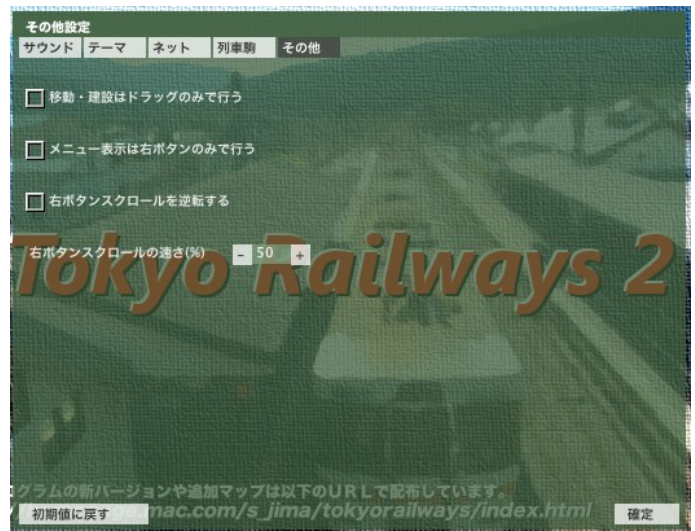 その他設定
サウンド テーマ ネット 列車駒 その他
移動・建設はドラッグのみで行う
メニュー表示は右ボタンのみで行う
右ボタンスクロールを逆転する
右ボタンスクロールの速さ(%) - 50 +
Tokyo Railways 2
グラムの新バージョンや追加マップは以下のURLで配布しています。
初期値に戻す ge.mac.com/s_jima/tokyorailways/index.html 確定